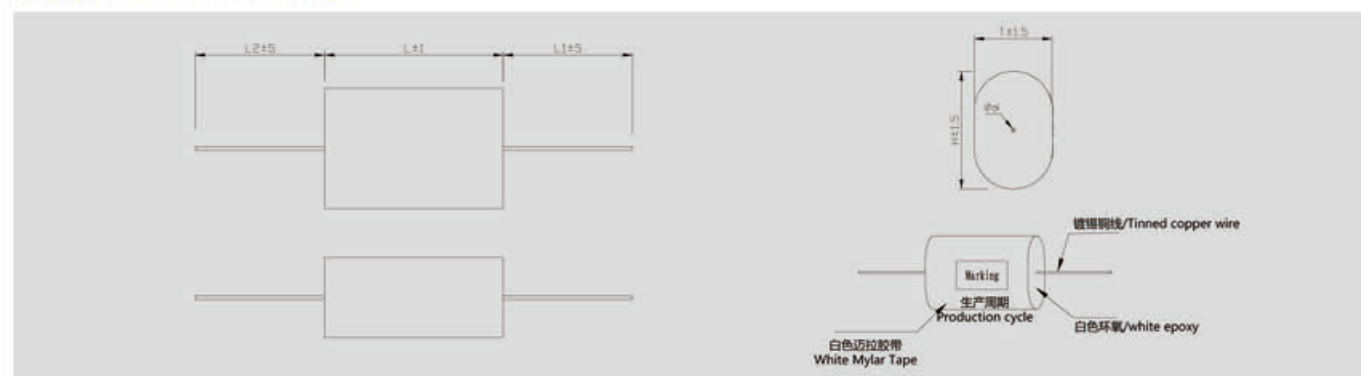 L2±5
L±1
L1±5
T±1.5
H±1.5
Ød
镀锡铜线/Tinned copper wire
Marking
生产周期
Production cycle
白色环氧/white epoxy
白色迈拉胶带
White Mylar Tape